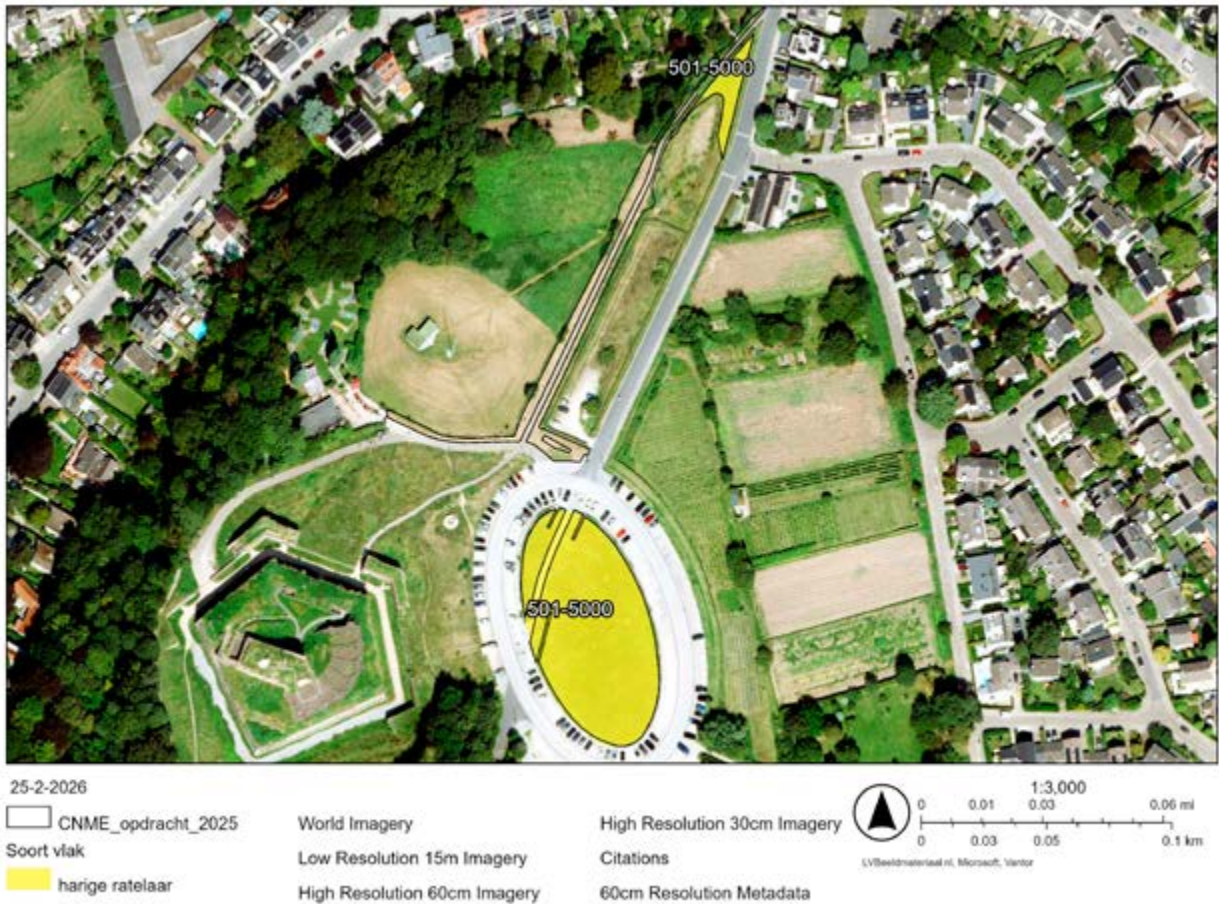 501-5000
501-5000
25-2-2026
CNME_opdracht_2025
Soort vlak
harige ratelaar
World Imagery
Low Resolution 15m Imagery
High Resolution 60cm Imagery
High Resolution 30cm Imagery
Citations
60cm Resolution Metadata
1:3,000
0 0.01 0.03 0.06 mi
0 0.03 0.05 0.1 km
LVBeeldmateriaal nl, Microsoft, Vantor